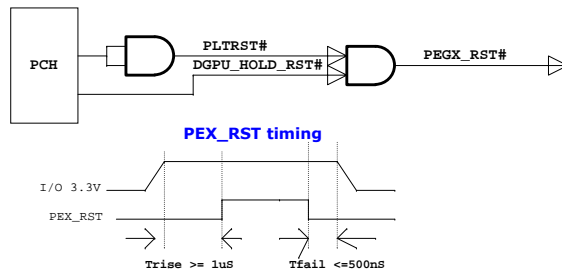 PCH
PLTRST#
DGPU_HOLD_RST#
PEGX_RST#
PEX_RST timing
I/O 3.3V
PEX_RST
Trise >= 1uS
Tfail <=500nS